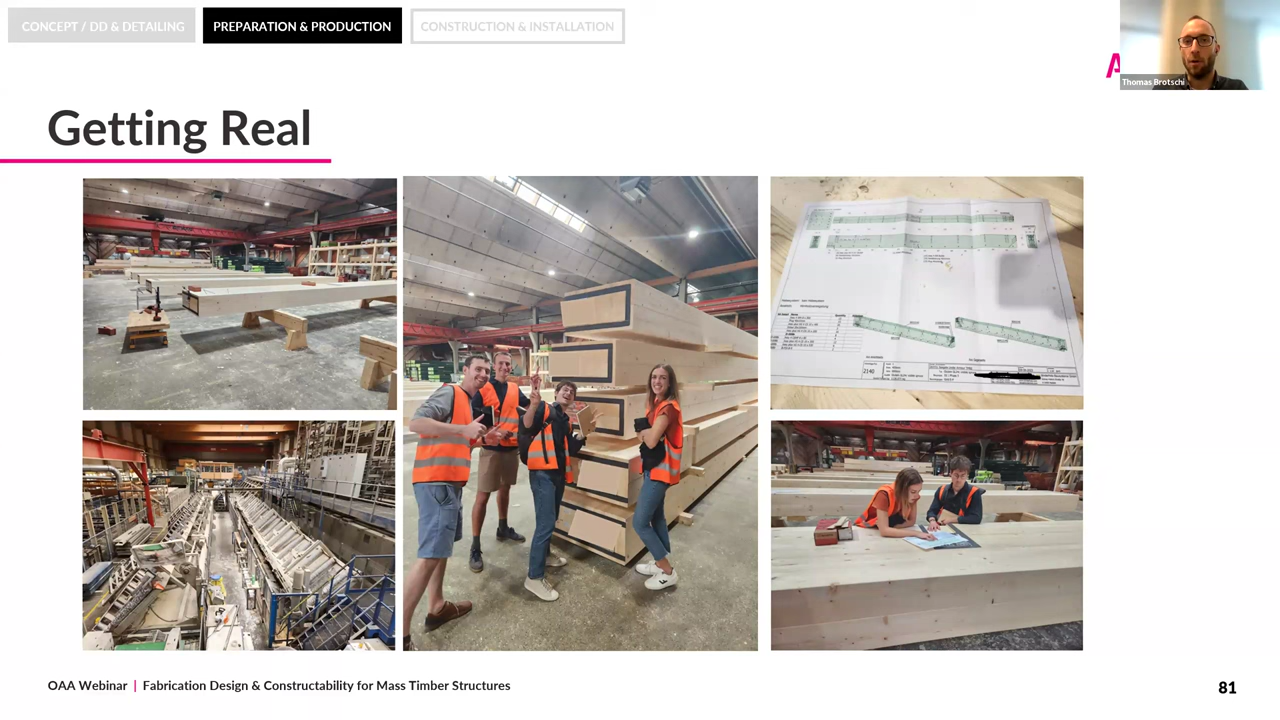 CONCEPT / DD & DETAILING
PREPARATION & PRODUCTION
CONSTRUCTION & INSTALLATION
A
Thomas Brotschi
Getting Real
2140
OAA Webinar | Fabrication Design & Constructability for Mass Timber Structures
81